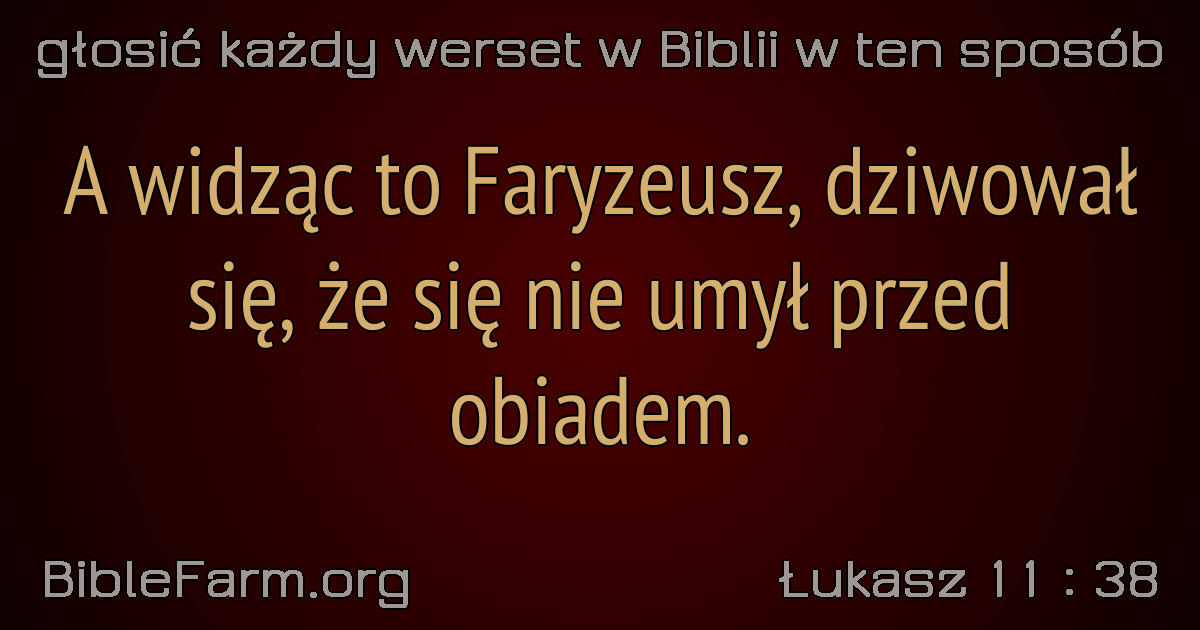 głosić każdy werset w Biblii w ten sposób
A widząc to Faryzeusz, dziwował
się, że się nie umył przed
obiadem.
BibleFarm.org
Łukasz 11 : 38